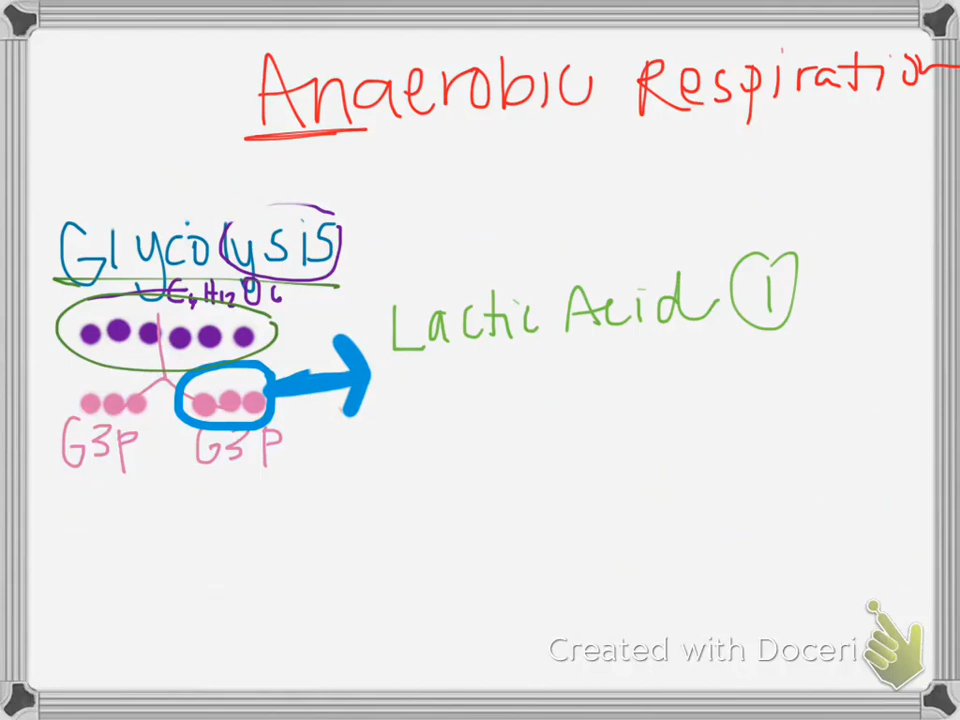 Anaerobic Respiration
Glycolysis
C6H12O6
Lactic Acid 1
G3P G3P
Created with Doceri